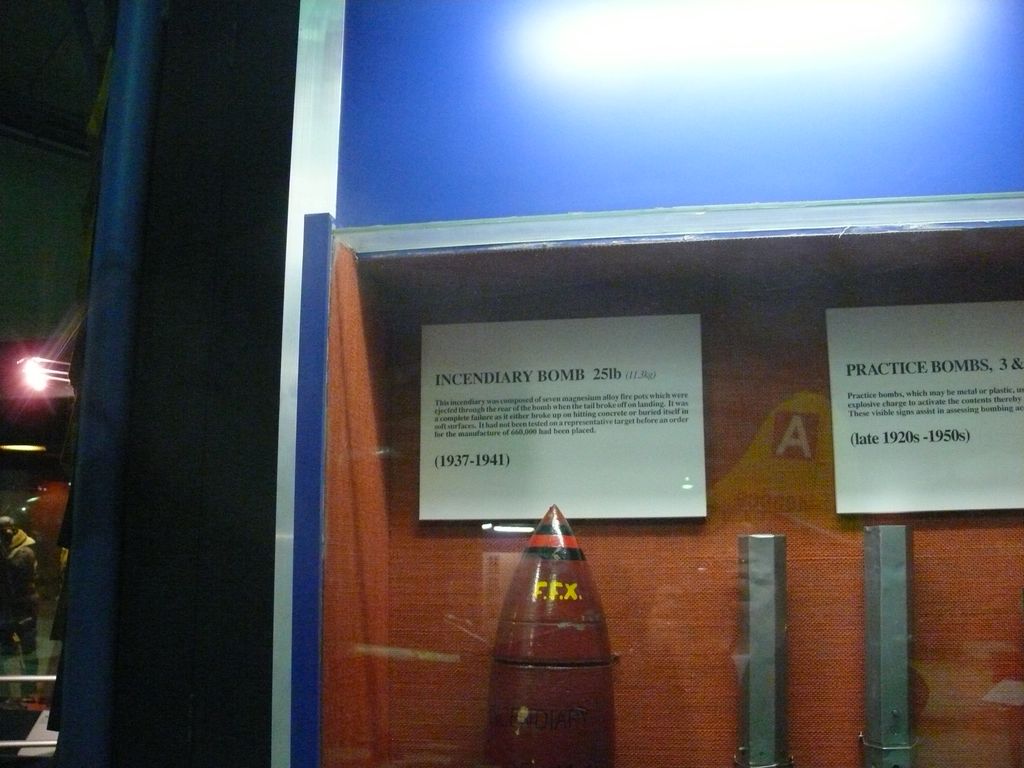 INCENDIARY BOMB 25lb (11.3kg)
This incendiary was composed of seven magnesium alloy fire pots which were
ejected through the rear of the bomb when the tail broke off on landing. It was
a complete failure as it either broke up on hitting concrete or buried itself in
soft surfaces. It had not been tested on a representative target before an order
for the manufacture of 660,000 had been placed.
(1937-1941)
PRACTICE BOMBS, 3 &
Practice bombs, which may be metal or plastic, u
explosive charge to activate the contents thereby
These visible signs assist in assessing bombing ac
(late 1920s -1950s)
A
F.F.X.
INCENDIARY